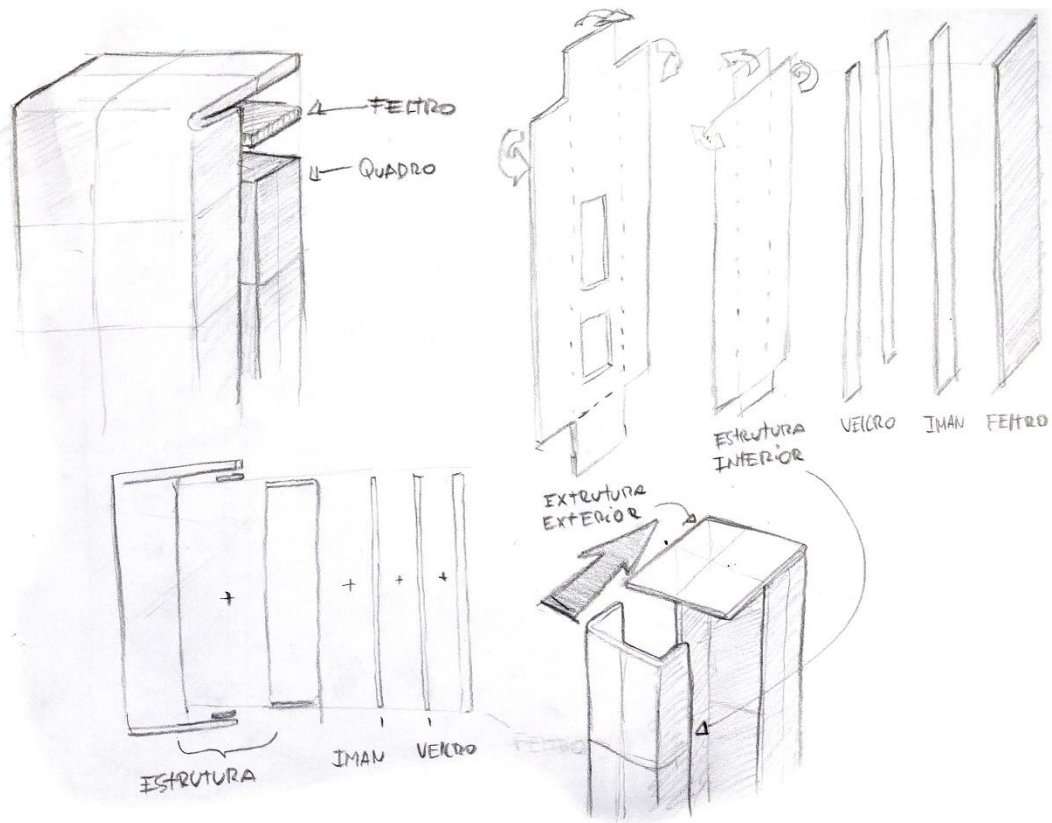 FELTRO
QUADRO
ESTRUTURA
INTERIOR
VELCRO
IMAN
FELTRO
EXTRUTURA
EXTERIOR
ESTRUTURA
IMAN
VELCRO
FELTRO